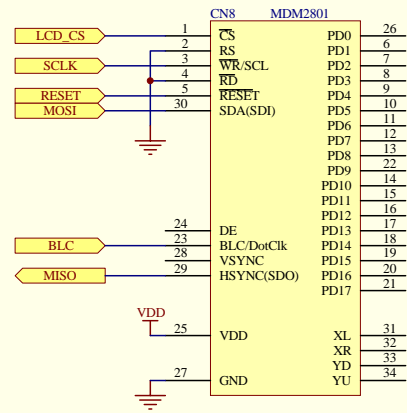 CN8 MDM2801
LCD_CS 1 CS PD0 26
2 RS PD1 6
SCLK 3 WR/SCL PD2 7
4 RD PD3 8
RESET 5 RESET PD4 9
MOSI 30 SDA(SDI) PD5 10
PD6 11
PD7 12
PD8 13
PD9 22
PD10 14
PD11 15
PD12 16
24 DE PD13 17
BLC 23 BLC/DotClk PD14 18
28 VSYNC PD15 19
MISO 29 HSYNC(SDO) PD16 20
PD17 21
VDD
25 VDD XL 31
XR 32
YD 33
27 GND YU 34